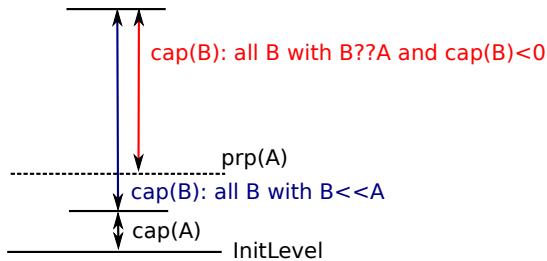 cap(B): all B with B??A and cap(B)<0
prp(A)
cap(B): all B with B<<A
cap(A)
InitLevel